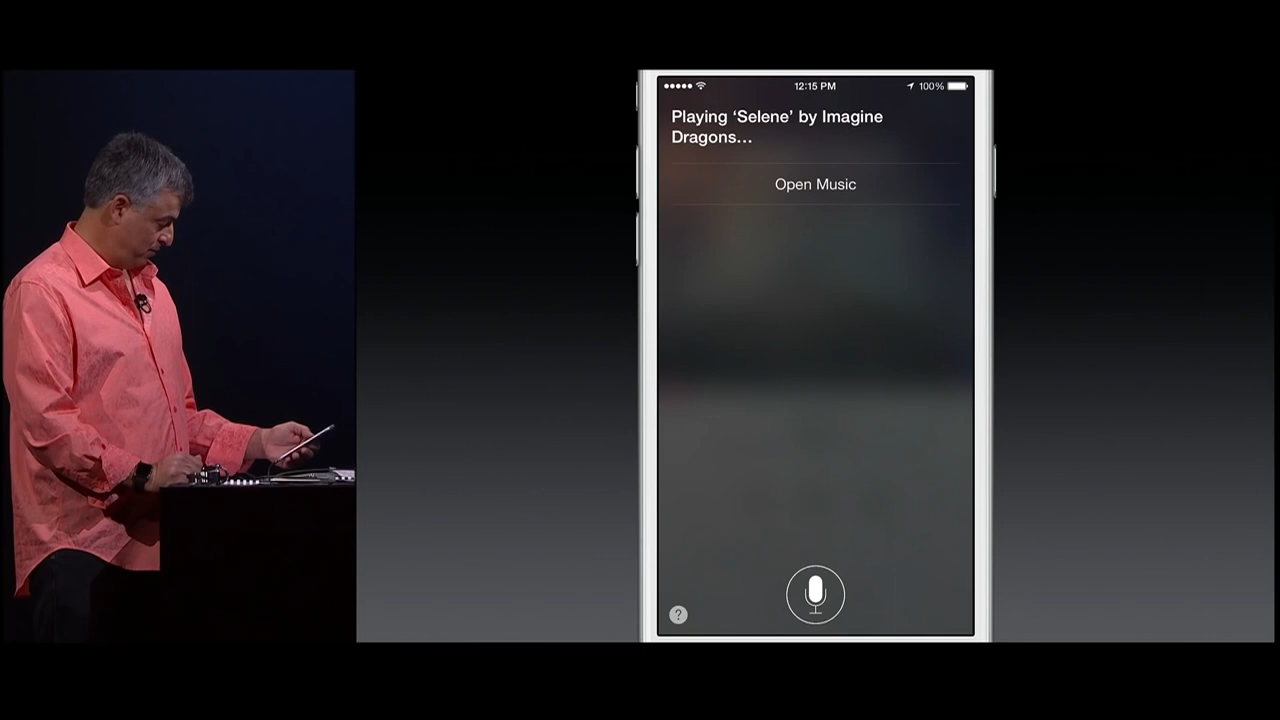 12:15 PM
100%
Playing ‘Selene’ by Imagine
Dragons…
Open Music
?